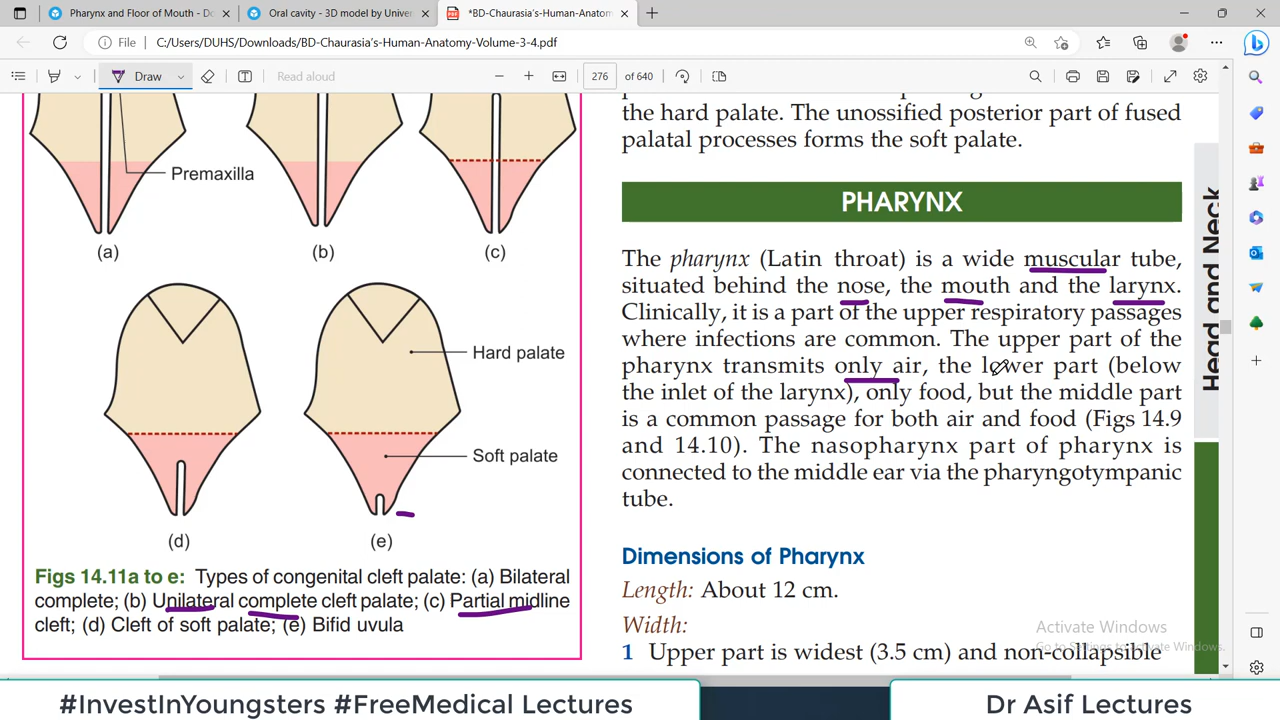 Pharynx and Floor of Mouth - Do
Oral cavity - 3D model by Univer
*BD-Chaurasia's-Human-Anatom
File
C:/Users/DUHS/Downloads/BD-Chaurasia's-Human-Anatomy-Volume-3-4.pdf
Draw
Read aloud
276
of 640
Premaxilla
(a)
(b)
(c)
Hard palate
Soft palate
(d)
(e)
Figs 14.11a to e: Types of congenital cleft palate: (a) Bilateral
complete; (b) Unilateral complete cleft palate; (c) Partial midline
cleft; (d) Cleft of soft palate; (e) Bifid uvula
the hard palate. The unossified posterior part of fused
palatal processes forms the soft palate.
PHARYNX
The pharynx (Latin throat) is a wide muscular tube,
situated behind the nose, the mouth and the larynx.
Clinically, it is a part of the upper respiratory passages
where infections are common. The upper part of the
pharynx transmits only air, the lower part (below
the inlet of the larynx), only food, but the middle part
is a common passage for both air and food (Figs 14.9
and 14.10). The nasopharynx part of pharynx is
connected to the middle ear via the pharyngotympanic
tube.
Dimensions of Pharynx
Length: About 12 cm.
Width:
1 Upper part is widest (3.5 cm) and non-collapsible
Head and Neck
Activate Windows
Go to Settings to activate Windows.
#InvestInYoungsters #FreeMedical Lectures
Dr Asif Lectures